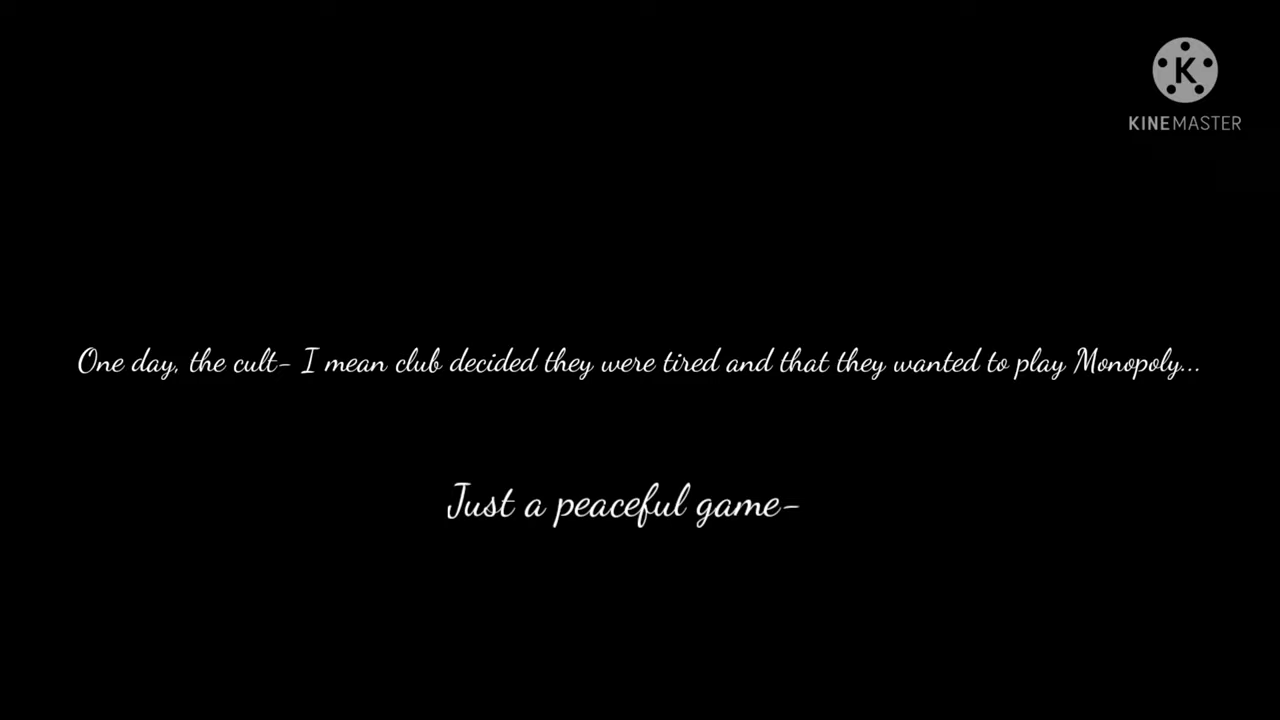 K
KINEMASTER
One day, the cult- I mean club decided they were tired and that they wanted to play Monopoly...
Just a peaceful game-